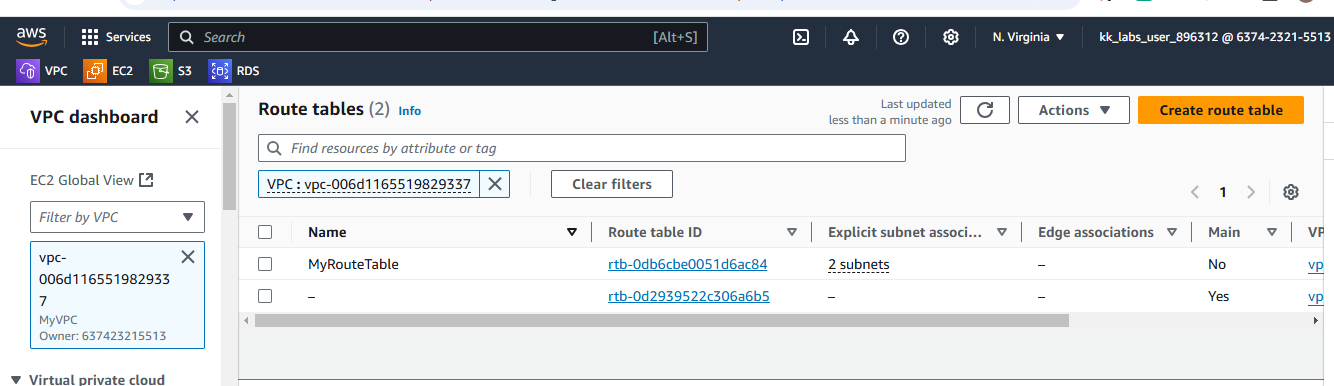 aws Services Search [Alt+S] N. Virginia kk_labs_user_896312 @ 6374-2321-5513
VPC EC2 S3 RDS
VPC dashboard
EC2 Global View
Filter by VPC
vpc-
006d116551982933
7
MyVPC
Owner: 637423215513
Virtual private cloud
Route tables (2) Info
Last updated
less than a minute ago
Actions
Create route table
Find resources by attribute or tag
VPC : vpc-006d1165519829337
Clear filters
1
Name Route table ID Explicit subnet associ... Edge associations Main VP
MyRouteTable rtb-0db6cbe0051d6ac84 2 subnets – No vp
– rtb-0d2939522c306a6b5 – – Yes vp